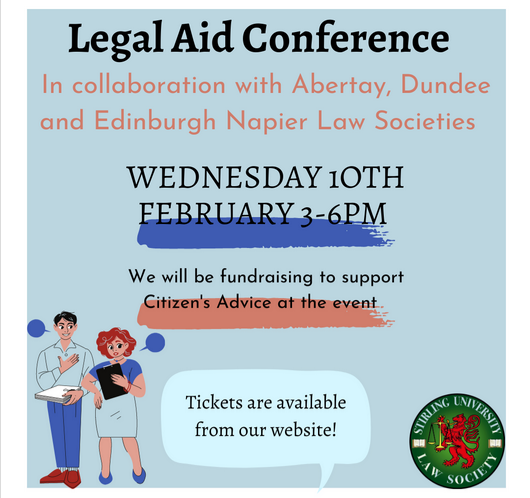 Legal Aid Conference
In collaboration with Abertay, Dundee
and Edinburgh Napier Law Societies
WEDNESDAY 10TH
FEBRUARY 3-6PM
We will be fundraising to support
Citizen's Advice at the event
Tickets are available
from our website!
STIRLING UNIVERSITY
LAW SOCIETY